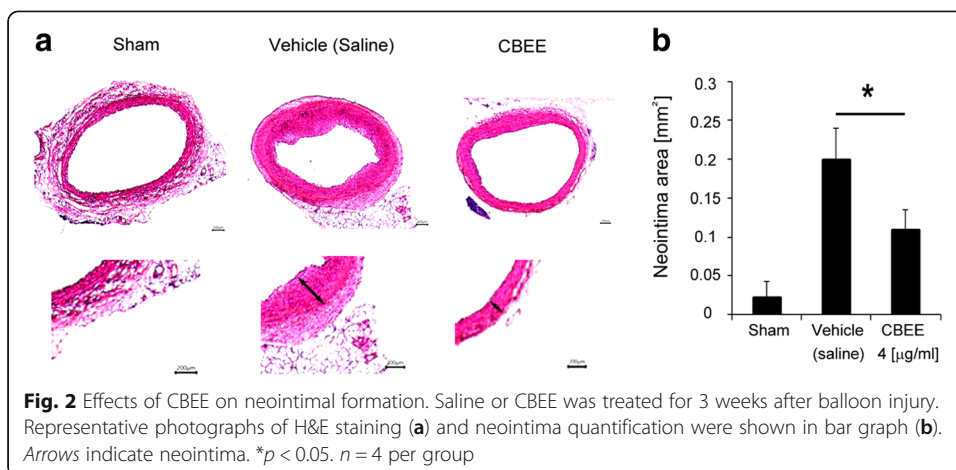 a
Sham
Vehicle (Saline)
CBEE
200μm
200μm
200μm
b
Neointima area [mm²]
0.3
0.25
0.2
0.15
0.1
0.05
0
*
Sham
Vehicle
(saline)
CBEE
4 [μg/ml]
Fig. 2 Effects of CBEE on neointimal formation. Saline or CBEE was treated for 3 weeks after balloon injury.
Representative photographs of H&E staining (a) and neointima quantification were shown in bar graph (b).
Arrows indicate neointima. *p < 0.05. n = 4 per group